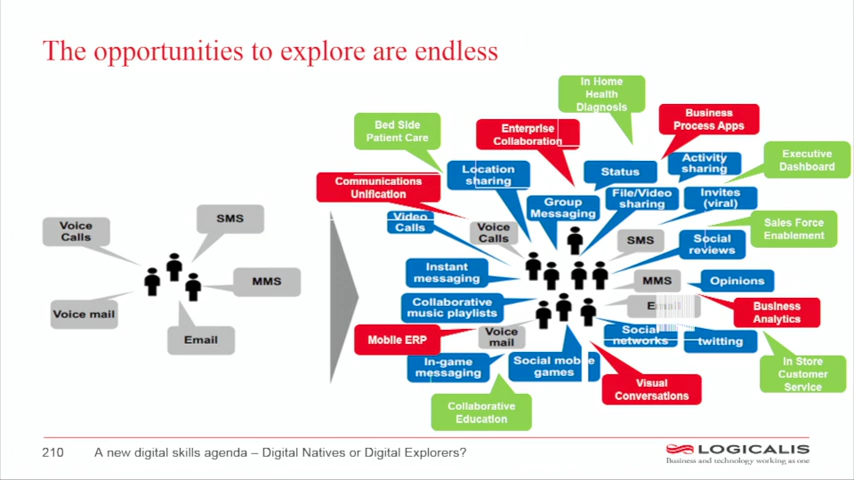 The opportunities to explore are endless
Voice
Calls
SMS
MMS
Voice mail
Email
In Home
Health
Diagnosis
Bed Side
Patient Care
Enterprise
Collaboration
Business
Process Apps
Executive
Dashboard
Communications
Unification
Location
sharing
Status
Activity
sharing
Group
Messaging
File/Video
sharing
Invites
(viral)
Video
Calls
Voice
Calls
SMS
Social
reviews
Sales Force
Enablement
Instant
messaging
MMS
Opinions
Collaborative
music playlists
Email
Business
Analytics
Mobile ERP
Voice
mail
Social
networks
twitting
In-game
messaging
Social mobile
games
Visual
Conversations
In Store
Customer
Service
Collaborative
Education
210 A new digital skills agenda – Digital Natives or Digital Explorers?
LOGICALIS
Business and technology working as one